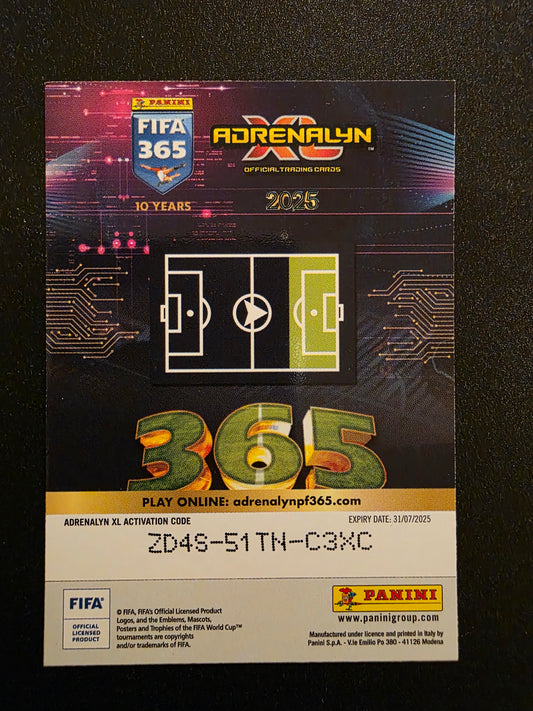 PANINI
FIFA
365
10 YEARS
ADRENALYN
XL™
OFFICIAL TRADING CARDS
2025
365
PLAY ONLINE: adrenalynpf365.com
ADRENALYN XL ACTIVATION CODE
EXPIRY DATE: 31/07/2025
ZD4S-51TN-C3XC
FIFA®
OFFICIAL
LICENSED
PRODUCT
© FIFA, FIFA's Official Licensed Product
Logos, and the Emblems, Mascots,
Posters and Trophies of the FIFA World Cup™
tournaments are copyrights
and/or trademarks of FIFA.
PANINI
www.paninigroup.com
Manufactured under licence and printed in Italy by
Panini S.p.A. - V.le Emilio Po 380 - 41126 Modena